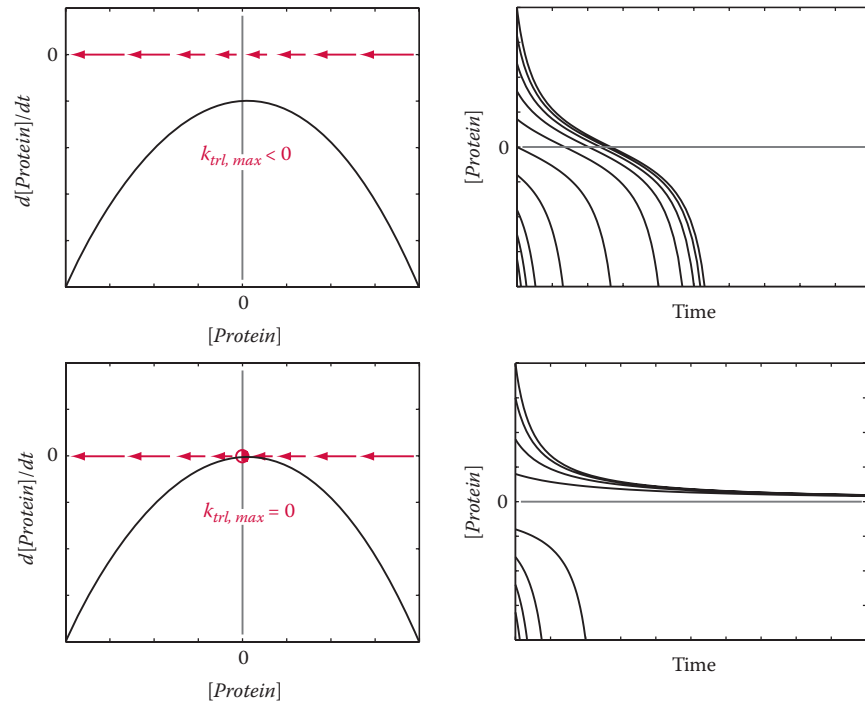 0
d[Protein]/dt
k_trl, max < 0
0
[Protein]
[Protein]
0
Time
0
d[Protein]/dt
k_trl, max = 0
0
[Protein]
[Protein]
0
Time